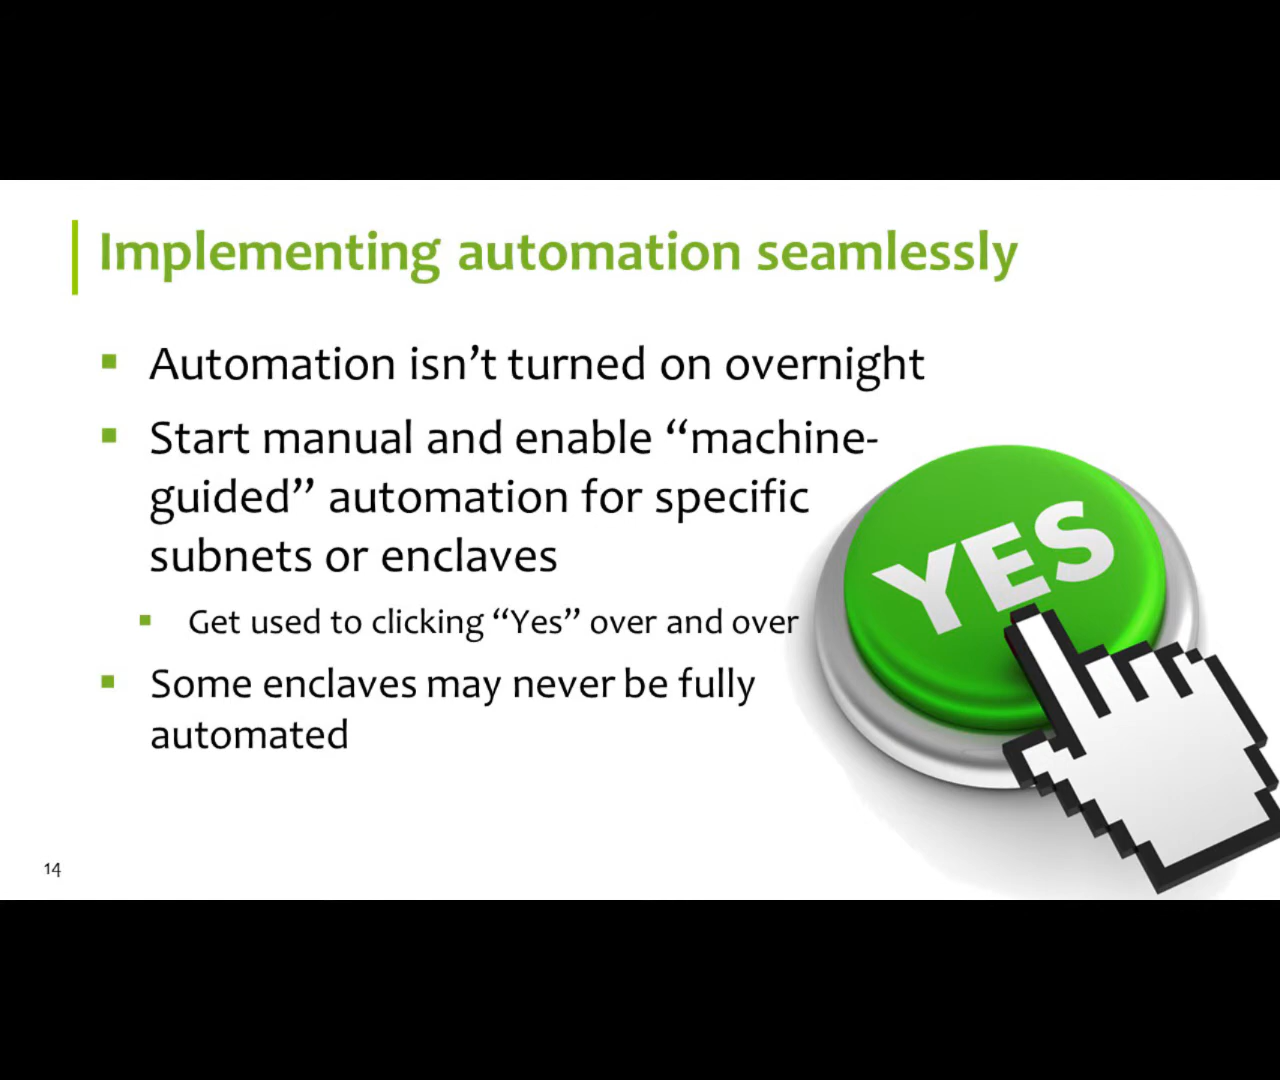 Implementing automation seamlessly
▪ Automation isn’t turned on overnight
▪ Start manual and enable “machine-
guided” automation for specific
subnets or enclaves
▪ Get used to clicking “Yes” over and over
▪ Some enclaves may never be fully
automated
YES
14